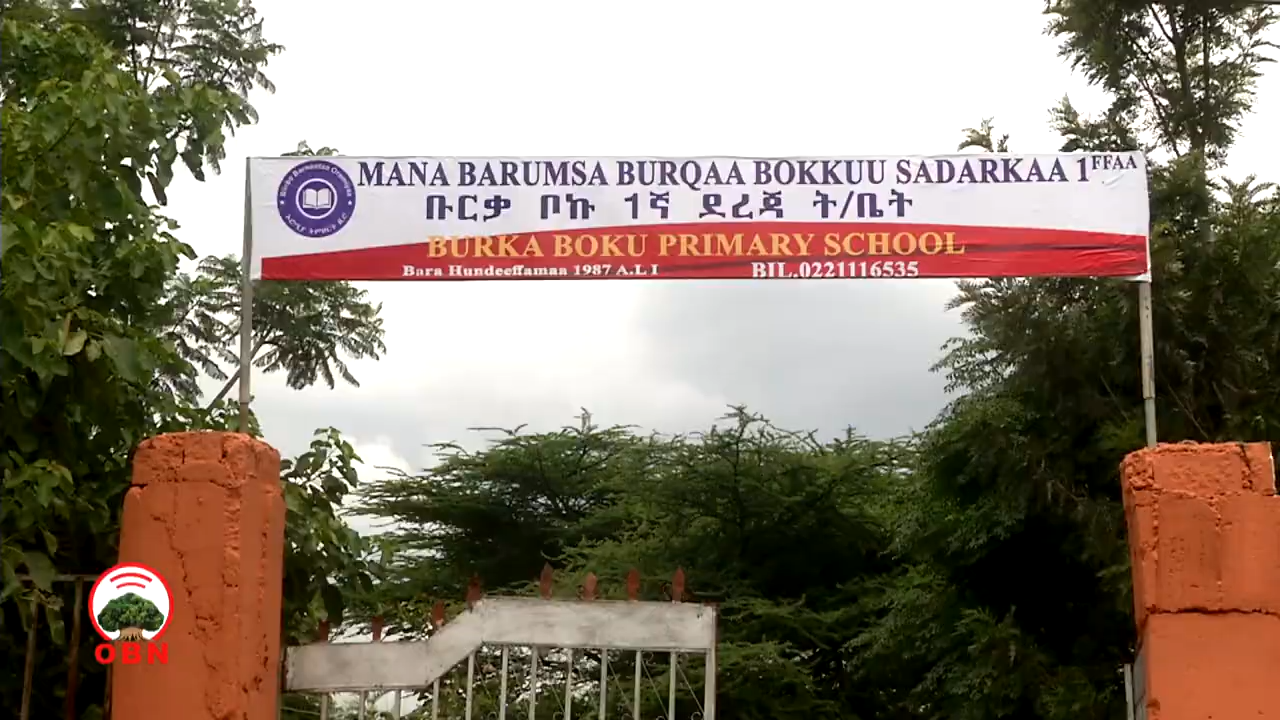 MANA BARUMSA BURQAA BOKKUU SADARKAA 1FFAA
ቡርቃ ቦኩ 1ኛ ደረጃ ት/ቤት
BURKA BOKU PRIMARY SCHOOL
Bara Hundeeffamaa 1987 A.L.I BIL.0221116535
OBN